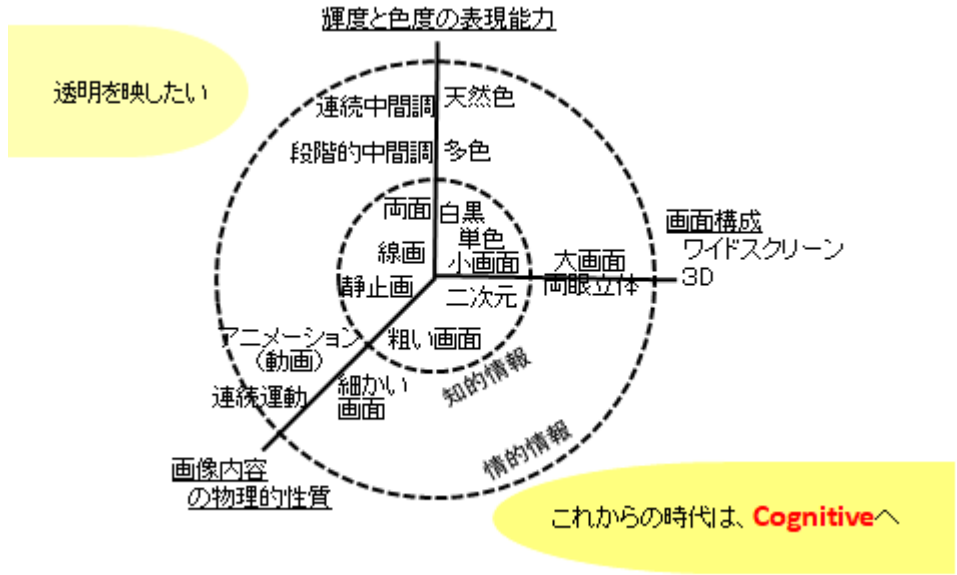 輝度と色度の表現能力
透明を映したい
連続中間調
天然色
段階的中間調
多色
両面
白黒
単色
線画
小画面
静止画
二次元
粗い画面
大画面
両眼立体
画面構成
ワイドスクリーン
3D
アニメーション
(動画)
連続運動
細かい
画面
知的情報
情的情報
画像内容
の物理的性質
これからの時代は、Cognitiveへ